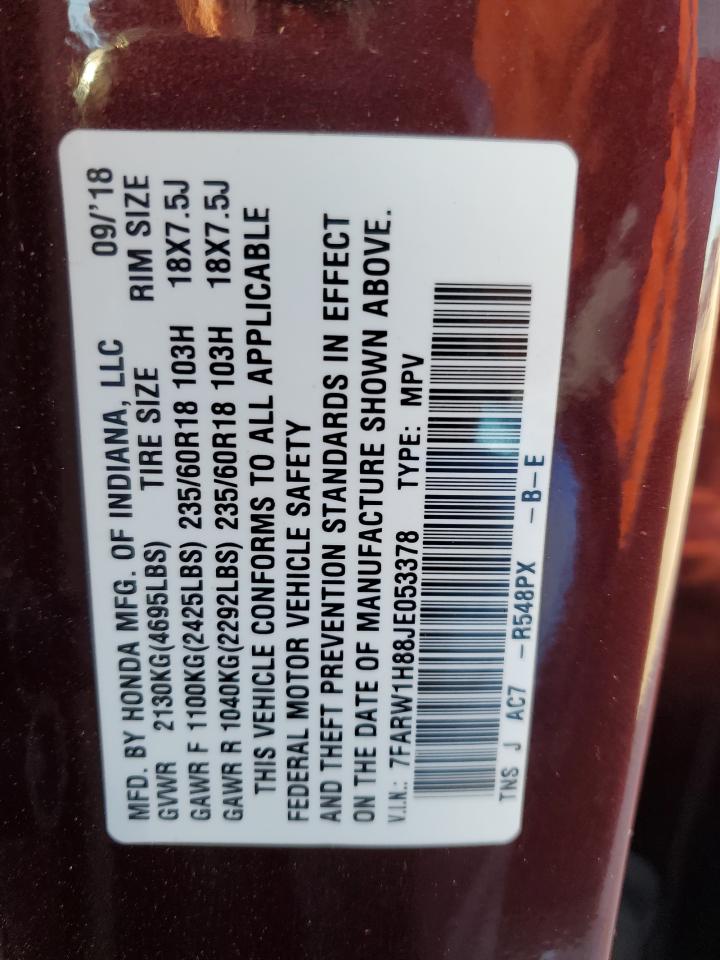 MFD. BY HONDA MFG. OF INDIANA, LLC 09/'18
GVWR 2130KG(4695LBS) TIRE SIZE RIM SIZE
GAWR F 1100KG(2425LBS) 235/60R18 103H 18X7.5J
GAWR R 1040KG(2292LBS) 235/60R18 103H 18X7.5J
THIS VEHICLE CONFORMS TO ALL APPLICABLE
FEDERAL MOTOR VEHICLE SAFETY
AND THEFT PREVENTION STANDARDS IN EFFECT
ON THE DATE OF MANUFACTURE SHOWN ABOVE.
V.I.N.: 7FARW1H88JE053378 TYPE: MPV
TNS J AC7 -R548PX -B-E